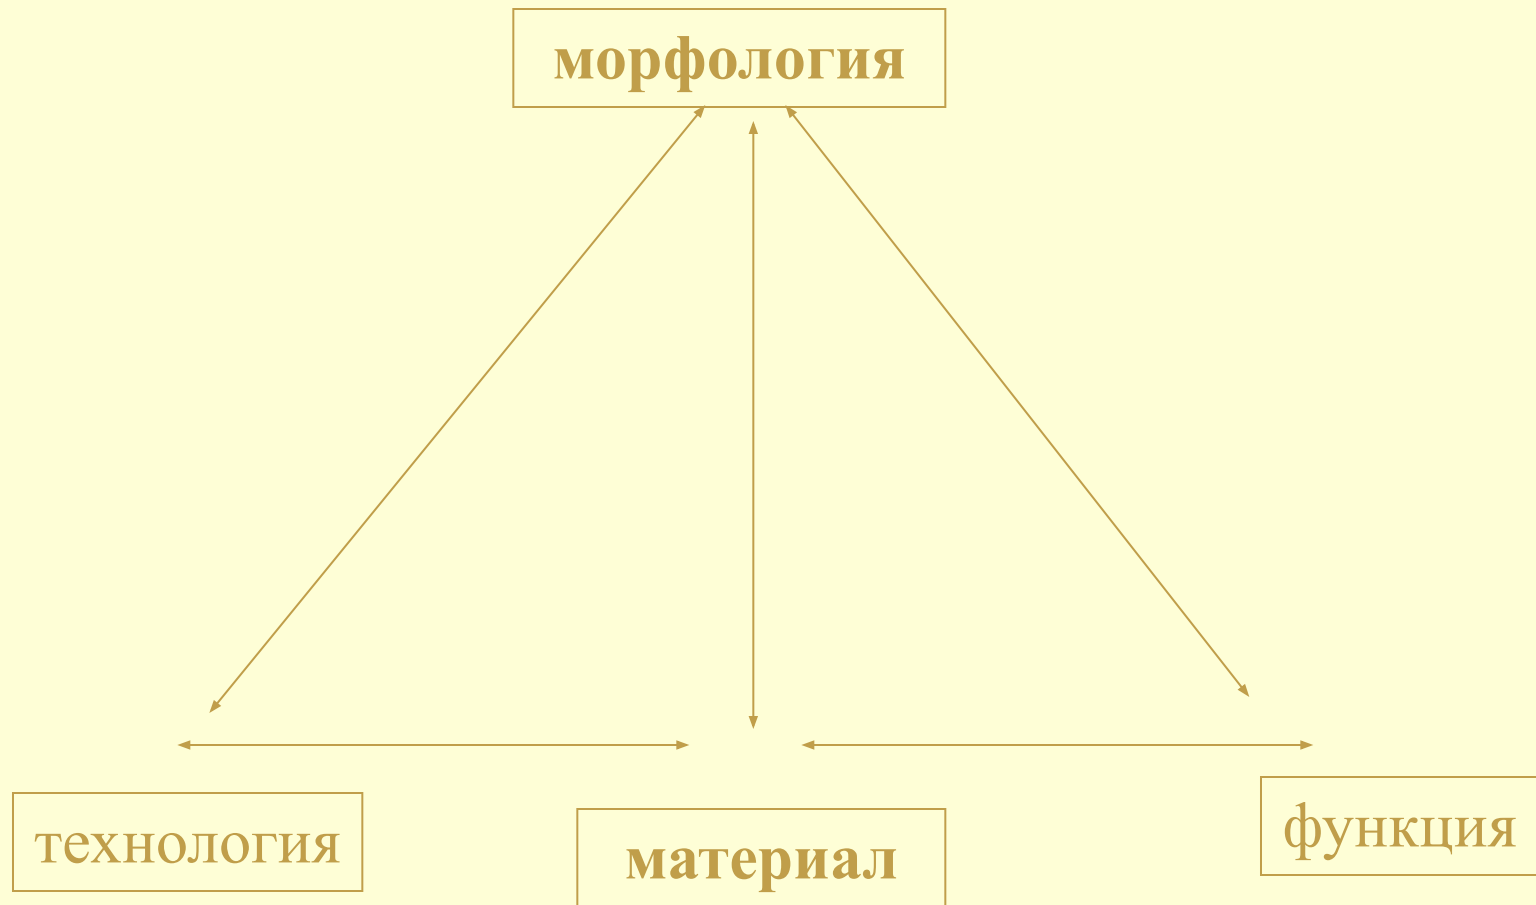 морфология
технология
материал
функция